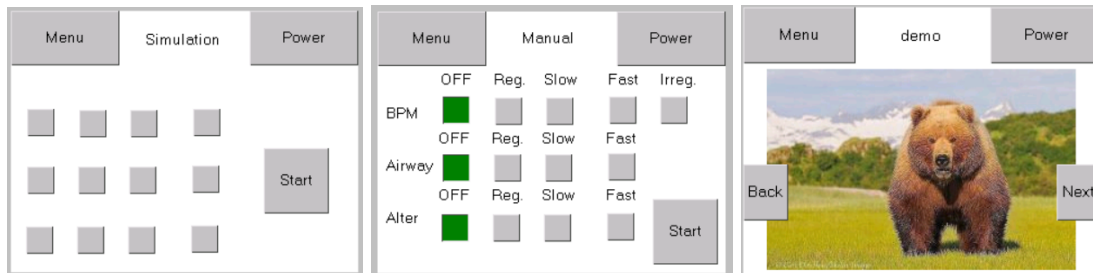 Menu Simulation Power
Start
Menu Manual Power
OFF Reg. Slow Fast Irreg.
BPM
OFF Reg. Slow Fast
Airway
OFF Reg. Slow Fast
Alter
Start
Menu demo Power
Back Next